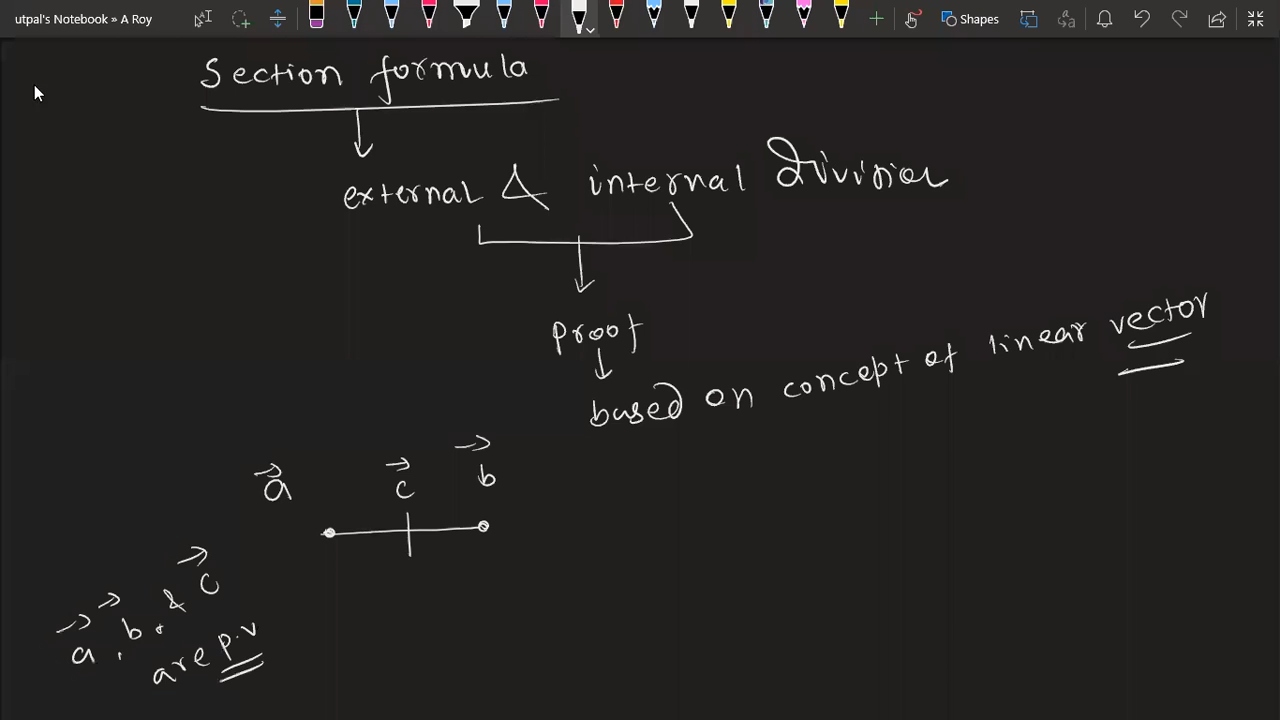 utpal's Notebook » A Roy
Shapes
Section formula
external & internal Division
proof
based on concept of linear vector
a⃗ c⃗ b⃗
a⃗, b⃗, & c⃗
are p.v